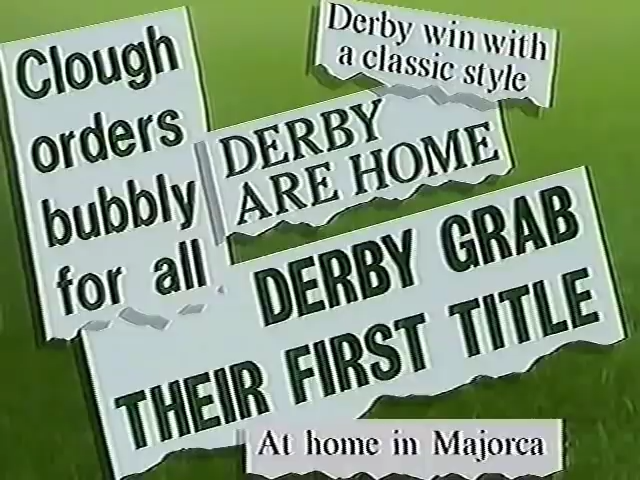 Clough
orders
bubbly
for all
Derby win with
a classic style
DERBY
ARE HOME
DERBY GRAB
THEIR FIRST TITLE
At home in Majorca